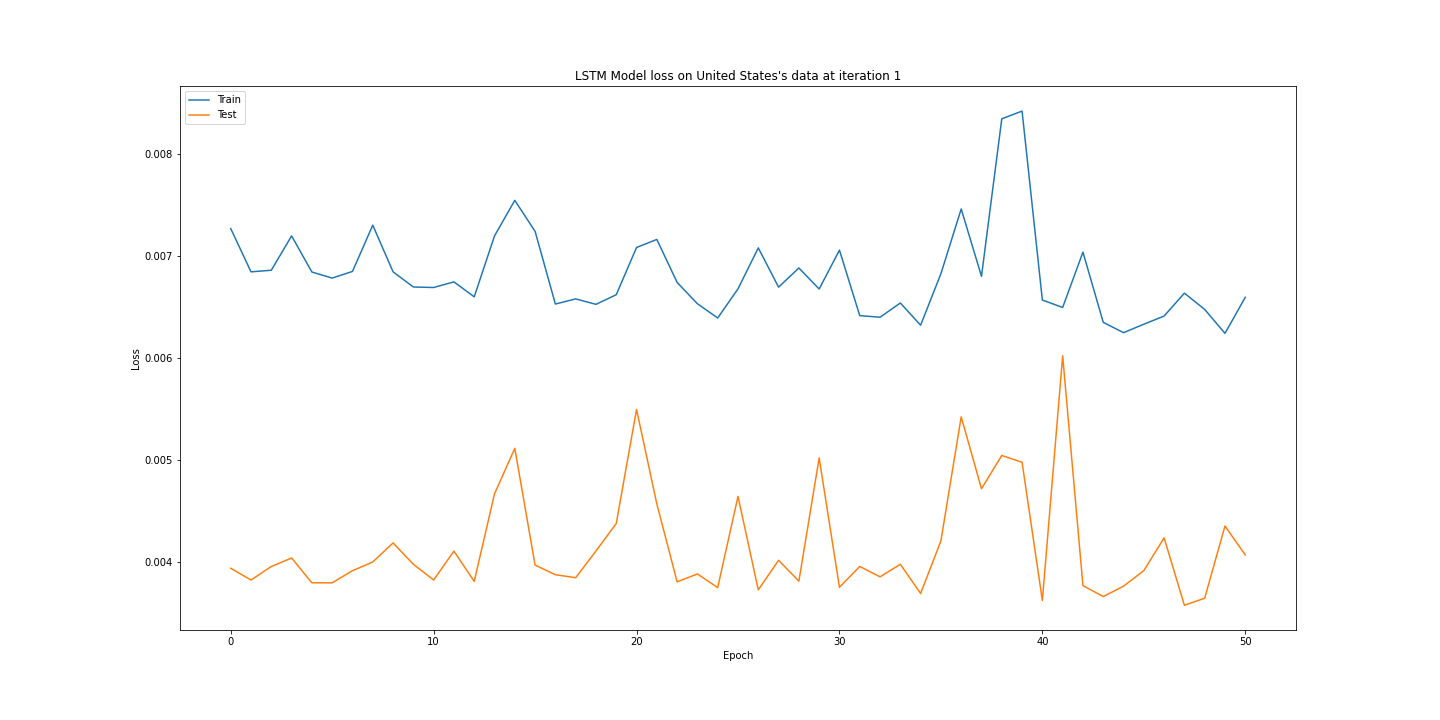 LSTM Model loss on United States's data at iteration 1
Train
Test
0.008
0.007
0.006
0.005
0.004
Loss
0 10 20 30 40 50
Epoch